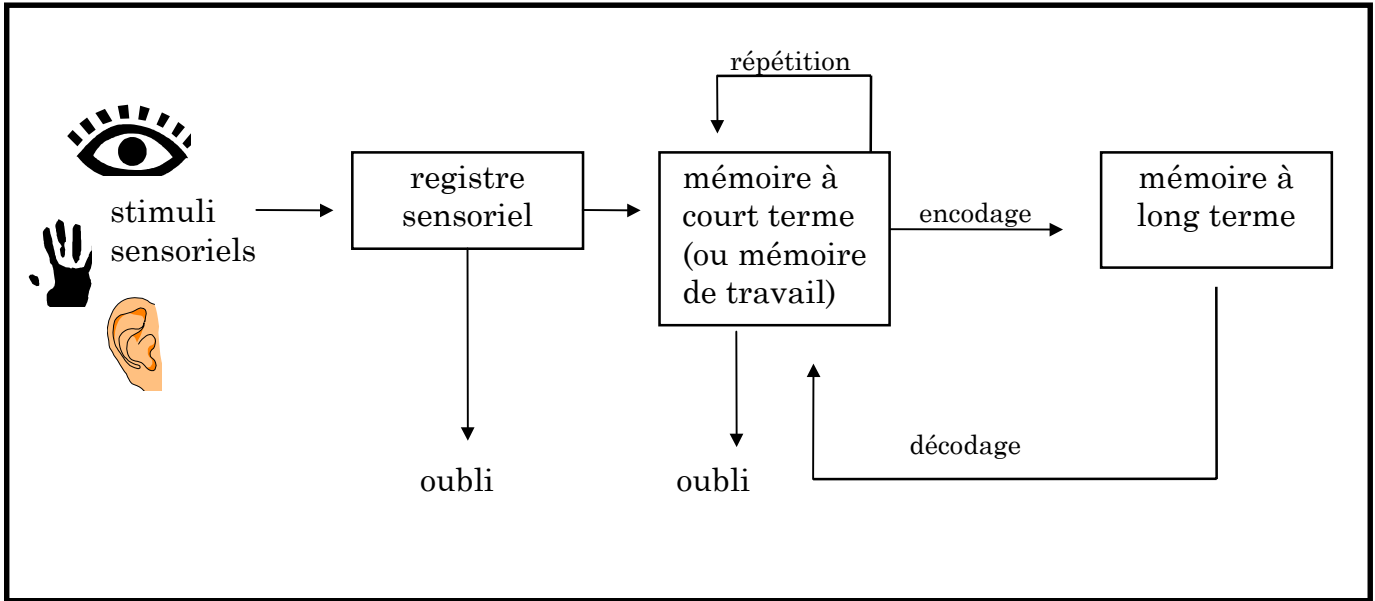 répétition
stimuli
sensoriels
registre
sensoriel
mémoire à
court terme
(ou mémoire
de travail)
encodage
mémoire à
long terme
oubli
oubli
décodage